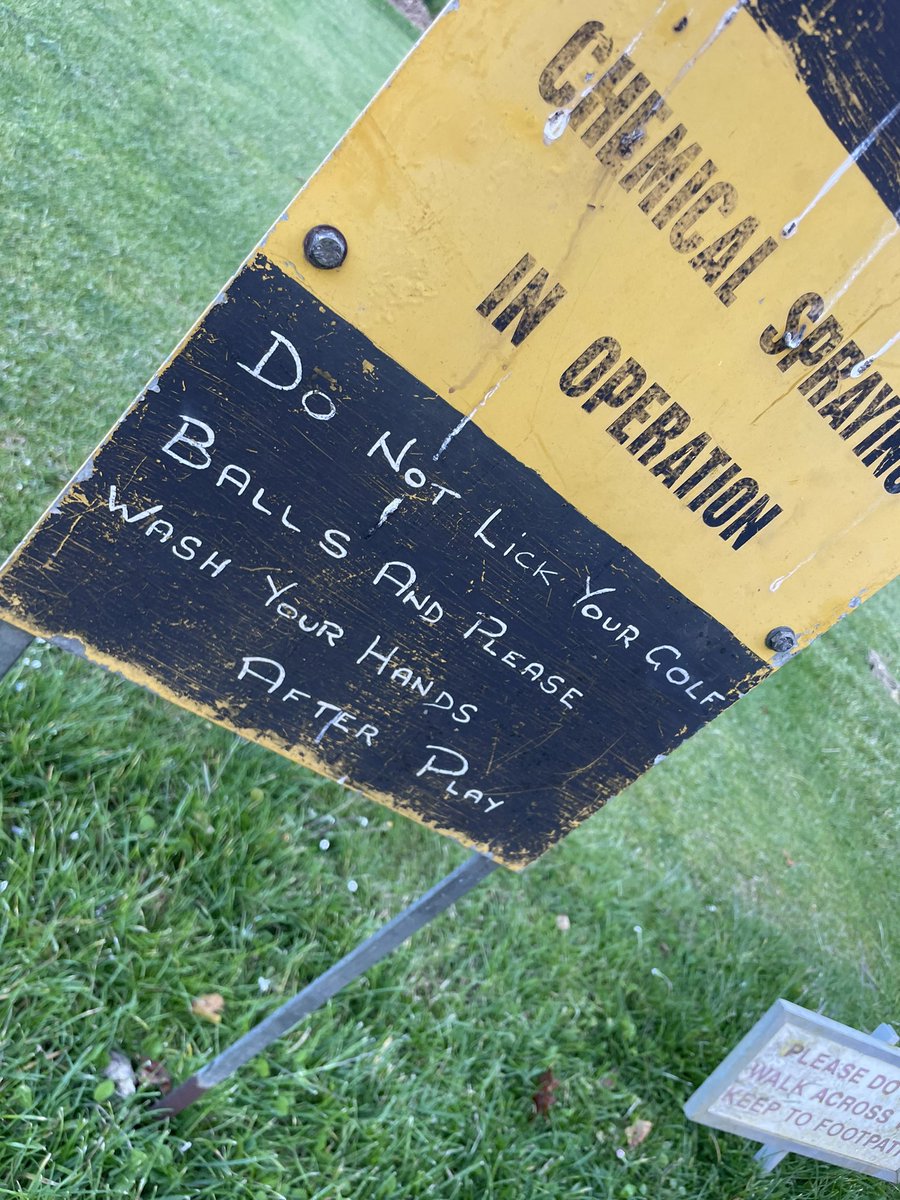 CHEMICAL SPRAYING
IN OPERATION
DO NOT LICK YOUR GOLF
BALLS AND PLEASE
WASH YOUR HANDS
AFTER PLAY
PLEASE DO
WALK ACROSS
KEEP TO FOOTPAT